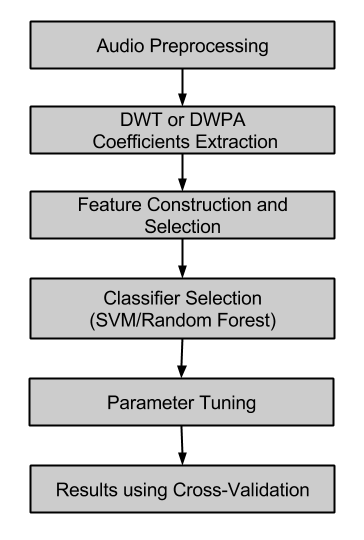 Audio Preprocessing
DWT or DWPA
Coefficients Extraction
Feature Construction and
Selection
Classifier Selection
(SVM/Random Forest)
Parameter Tuning
Results using Cross-Validation